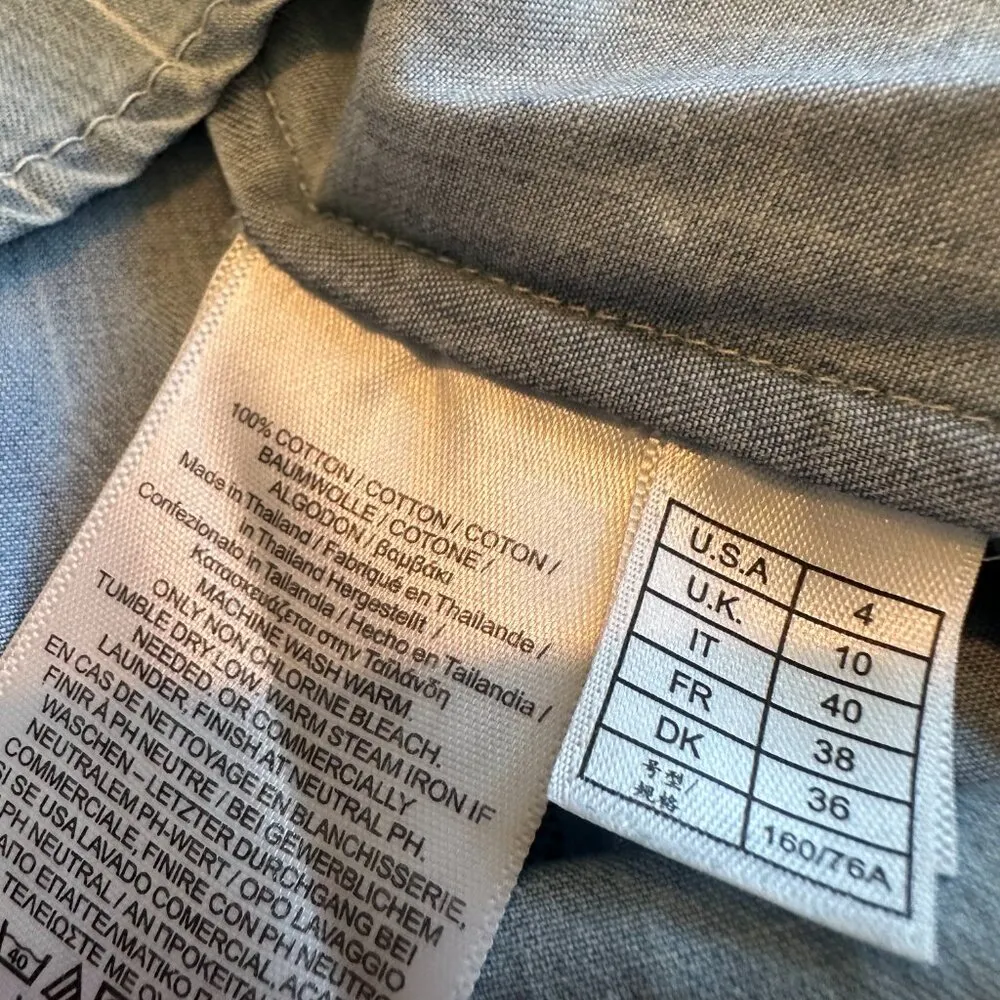 100% COTTON / COTTON / COTON /
BAUMWOLLE / COTONE /
ALGODON / βαμβάκι
Made in Thailand / Fabriqué en Thaïlande /
In Thailand Hergestellt /
Confezionato in Tailandia / Hecho en Tailandia /
Κατασκευάζεται στην Ταϊλάνδη
MACHINE WASH WARM.
ONLY NON CHLORINE BLEACH.
TUMBLE DRY LOW. WARM STEAM IRON IF
NEEDED. OR COMMERCIALLY
LAUNDER, FINISH AT NEUTRAL PH.
EN CAS DE NETTOYAGE EN BLANCHISSERIE,
FINIR À PH NEUTRE / BEI GEWERBLICHEM
WASCHEN – LETZTER DURCHGANG BEI
NEUTRALEM PH-WERT / OPO LAVAGGIO
COMMERCIALE, FINIRE CON PH NEUTRO
SI SE USA LAVADO COMERCIAL, ACA
PH NEUTRAL / ΑΝ ΠΡΟΚΕΙΤΑ
ΑΠΟ ΕΠΑΓΓΕΛΜΑΤΙΚΟ
ΤΕΛΕΙΩΣΤΕ ΜΕ
40
U.S.A 4
U.K. 10
IT 40
FR 38
DK 36
号型/
规格 160/76A